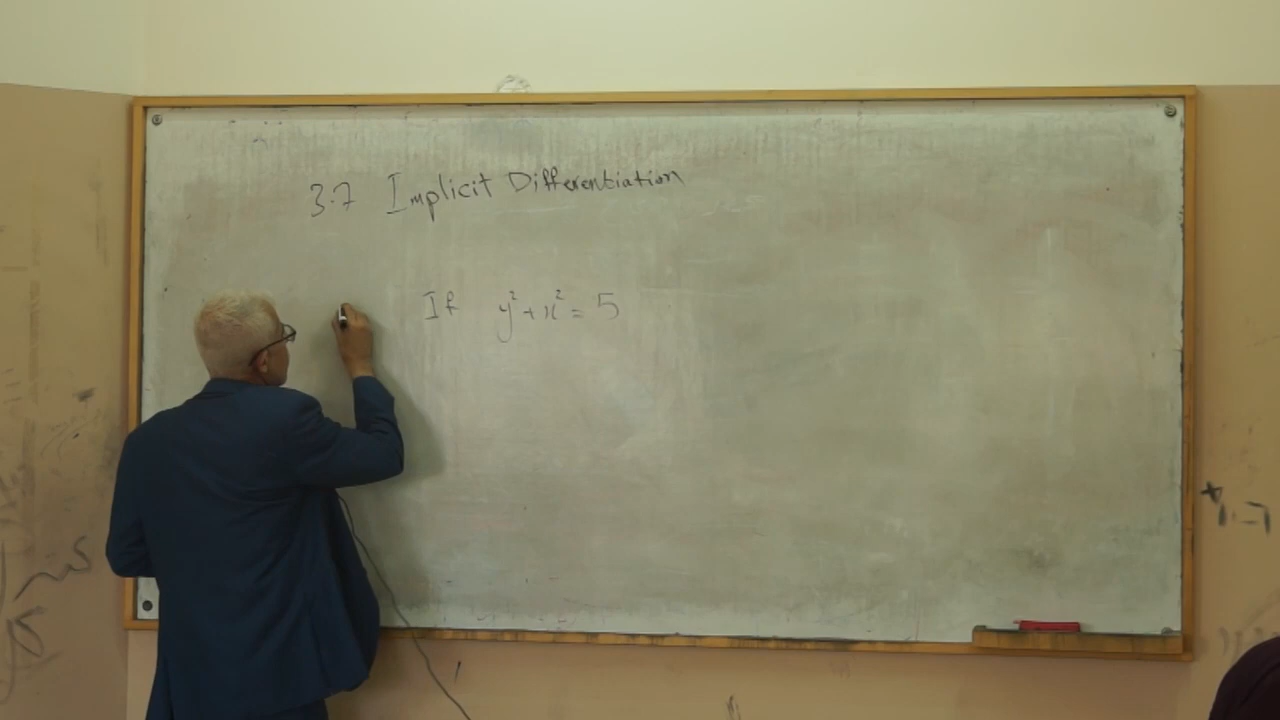 3.7 Implicit Differentiation
If y² + x² = 5